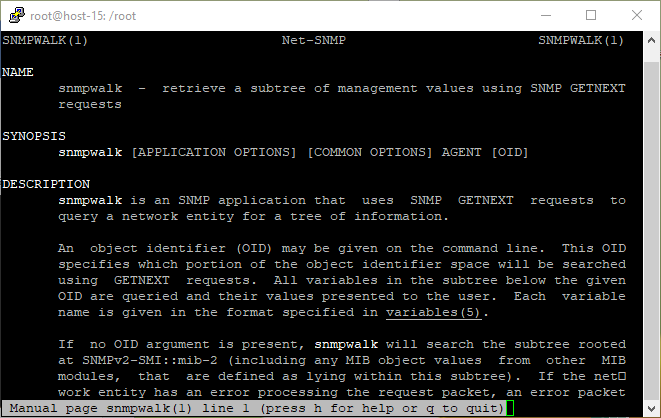 root@host-15: /root
SNMPWALK(1) Net-SNMP SNMPWALK(1)
NAME
snmpwalk - retrieve a subtree of management values using SNMP GETNEXT
requests
SYNOPSIS
snmpwalk [APPLICATION OPTIONS] [COMMON OPTIONS] AGENT [OID]
DESCRIPTION
snmpwalk is an SNMP application that uses SNMP GETNEXT requests to
query a network entity for a tree of information.
An object identifier (OID) may be given on the command line. This OID
specifies which portion of the object identifier space will be searched
using GETNEXT requests. All variables in the subtree below the given
OID are queried and their values presented to the user. Each variable
name is given in the format specified in variables(5).
If no OID argument is present, snmpwalk will search the subtree rooted
at SNMPv2-SMI::mib-2 (including any MIB object values from other MIB
modules, that are defined as lying within this subtree). If the net□
work entity has an error processing the request packet, an error packet
Manual page snmpwalk(1) line 1 (press h for help or q to quit)